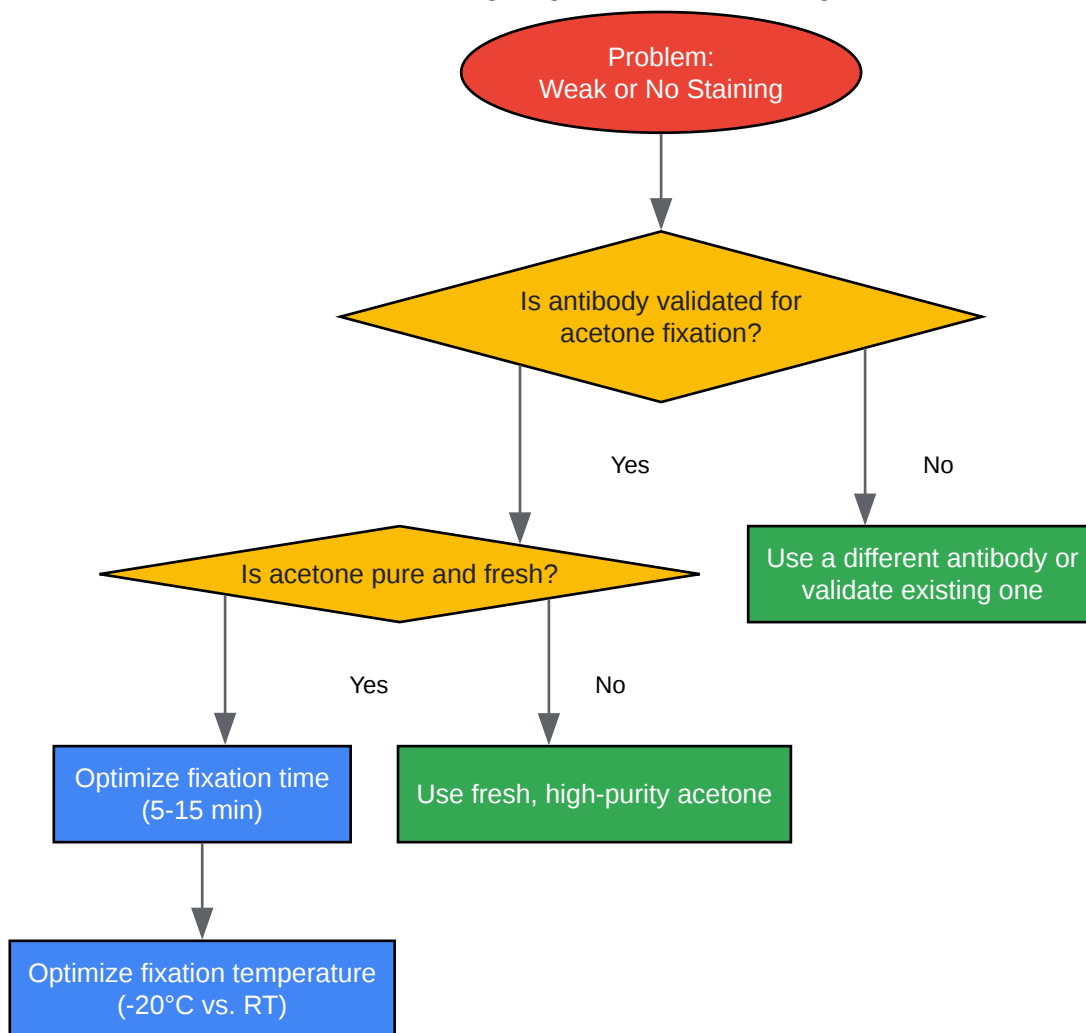 Problem:
Weak or No Staining
Is antibody validated for
acetone fixation?
Yes
No
Is acetone pure and fresh?
Use a different antibody or
validate existing one
Yes
No
Optimize fixation time
(5-15 min)
Use fresh, high-purity acetone
Optimize fixation temperature
(-20°C vs. RT)